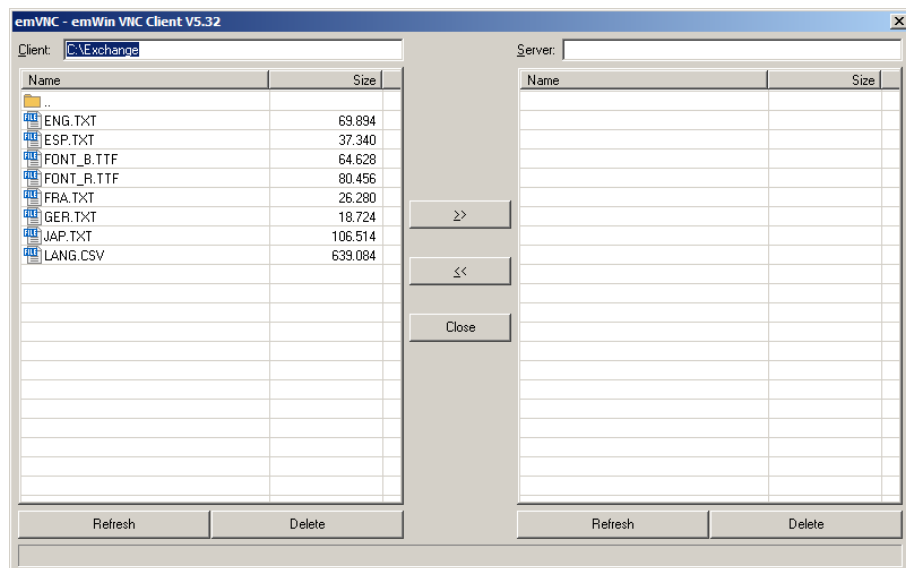 emVNC - emWin VNC Client V5.32
Client: C:\Exchange
Server:
Name Size
Name Size
..
ENG.TXT 69.894
ESP.TXT 37.340
FONT_B.TTF 64.628
FONT_R.TTF 80.456
FRA.TXT 26.280
GER.TXT 18.724
JAP.TXT 106.514
LANG.CSV 639.084
>>
<<
Close
Refresh Delete
Refresh Delete